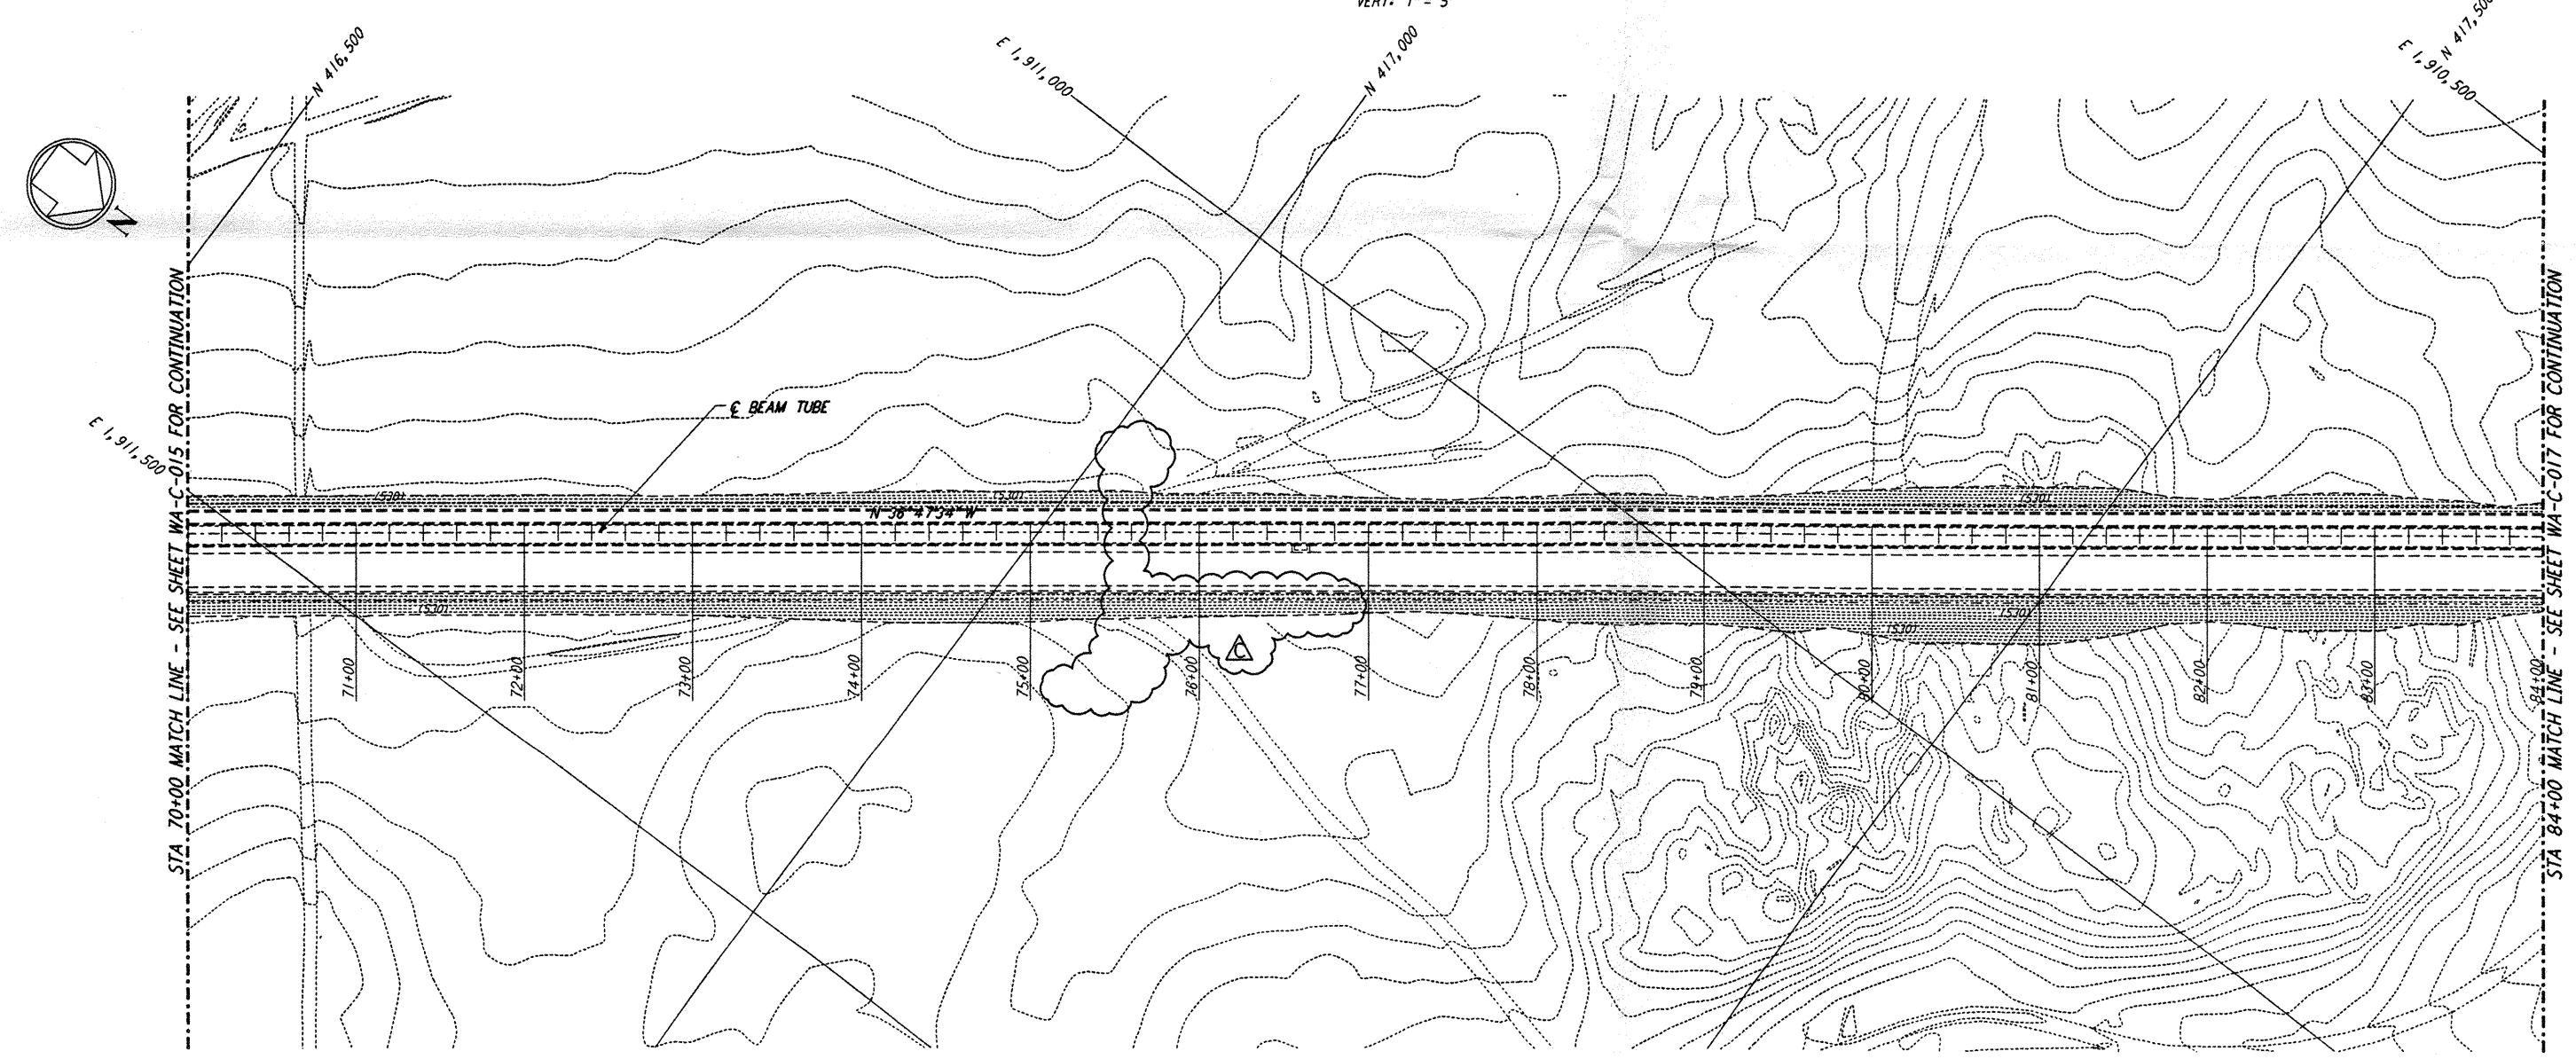 VERT. 1" = 5'
N 416,500
E 1,911,000
N 417,000
N 417,500
E 1,910,500
N
STA 70+00 MATCH LINE - SEE SHEET WA-C-015 FOR CONTINUATION
E 1,911,500
℄ BEAM TUBE
(530)
(530)
(530)
N 36°47'34" W
(530)
(530)
(530)
C
71+00
72+00
73+00
74+00
75+00
76+00
77+00
78+00
79+00
80+00
81+00
82+00
83+00
84+00
STA 84+00 MATCH LINE - SEE SHEET WA-C-017 FOR CONTINUATION